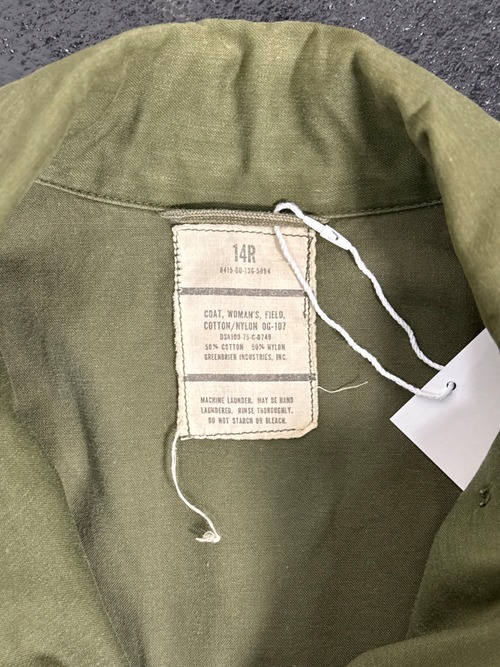 14R
8415-00-136-5094
COAT, WOMAN'S, FIELD,
COTTON/NYLON OG-107
DSA100-75-C-0749
50% COTTON 50% NYLON
GREENBRIER INDUSTRIES, INC.
MACHINE LAUNDER. MAY BE HAND
LAUNDERED. RINSE THOROUGHLY.
DO NOT STARCH OR BLEACH.